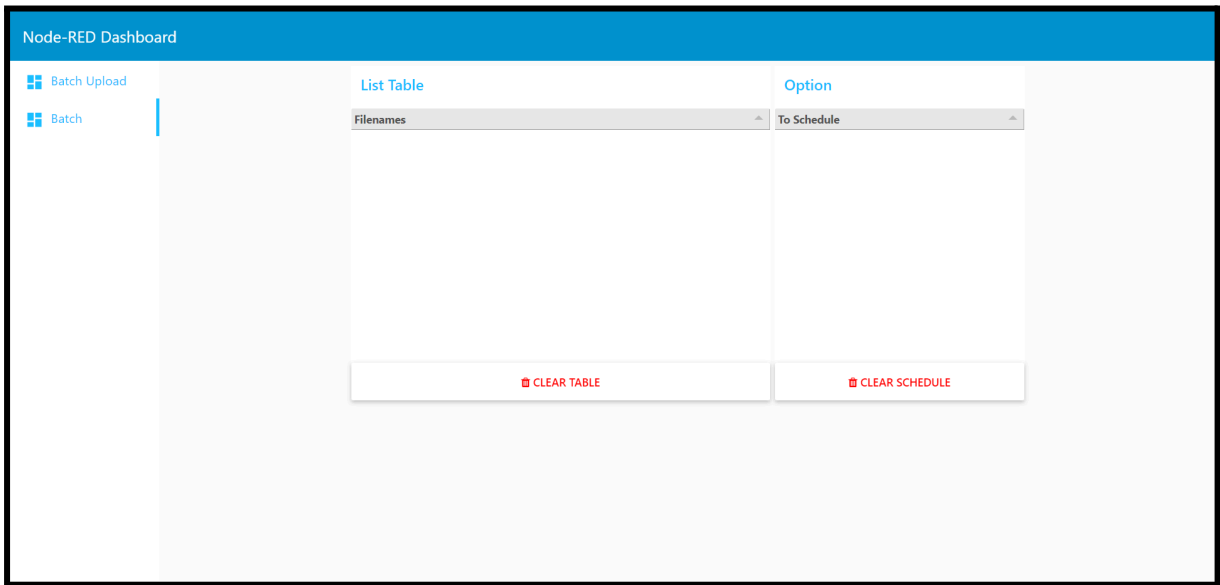 Node-RED Dashboard
Batch Upload
Batch
List Table
Filenames
CLEAR TABLE
Option
To Schedule
CLEAR SCHEDULE